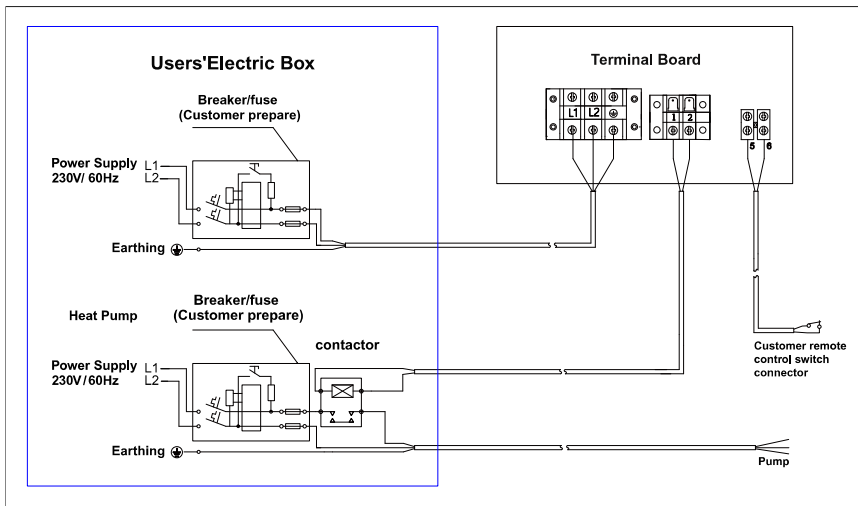 Users'Electric Box
Terminal Board
Breaker/fuse
(Customer prepare)
L1 L2
1 2
5 6
Power Supply L1
230V/ 60Hz L2
Earthing
Heat Pump
Breaker/fuse
(Customer prepare)
contactor
Power Supply L1
230V/60Hz L2
Earthing
Customer remote
control switch
connector
Pump